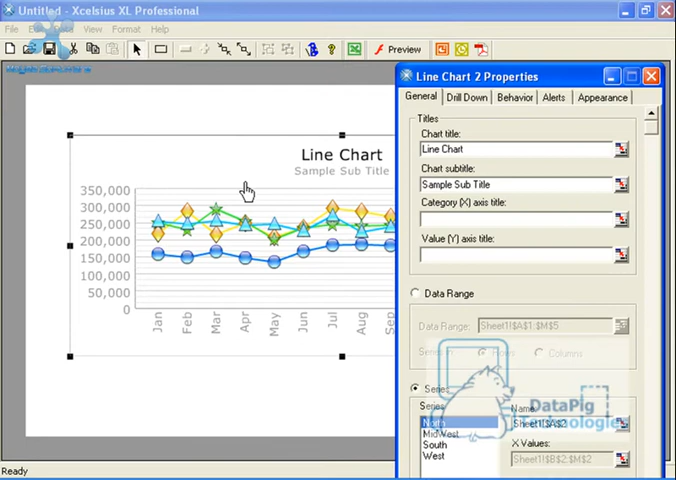 Untitled - Xcelsius XL Professional
File
View
Format
Help
Preview
Line Chart 2 Properties
General
Drill Down
Behavior
Alerts
Appearance
Titles
Chart title:
Line Chart
Chart subtitle:
Sample Sub Title
Category (X) axis title:
Value (Y) axis title:
Data Range
Data Range:
Sheet1!$A$1:$M$5
Series in
Rows
Columns
Series
Series
North
MidWest
South
West
Name:
Sheet1!$A$2
X Values:
Sheet1!$B$2:$M$2
Line Chart
Sample Sub Title
350,000
300,000
250,000
200,000
150,000
100,000
50,000
0
Jan
Feb
Mar
Apr
May
Jun
Jul
Aug
Sep
DataPig
Technologies
Ready